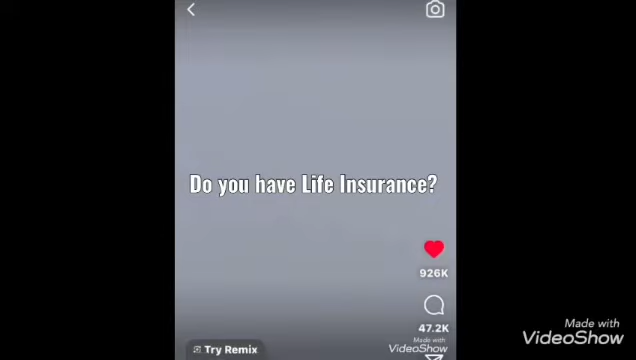 Do you have Life Insurance?
926K
47.2K
Made with
VideoShow
Try Remix
Made with
VideoShow